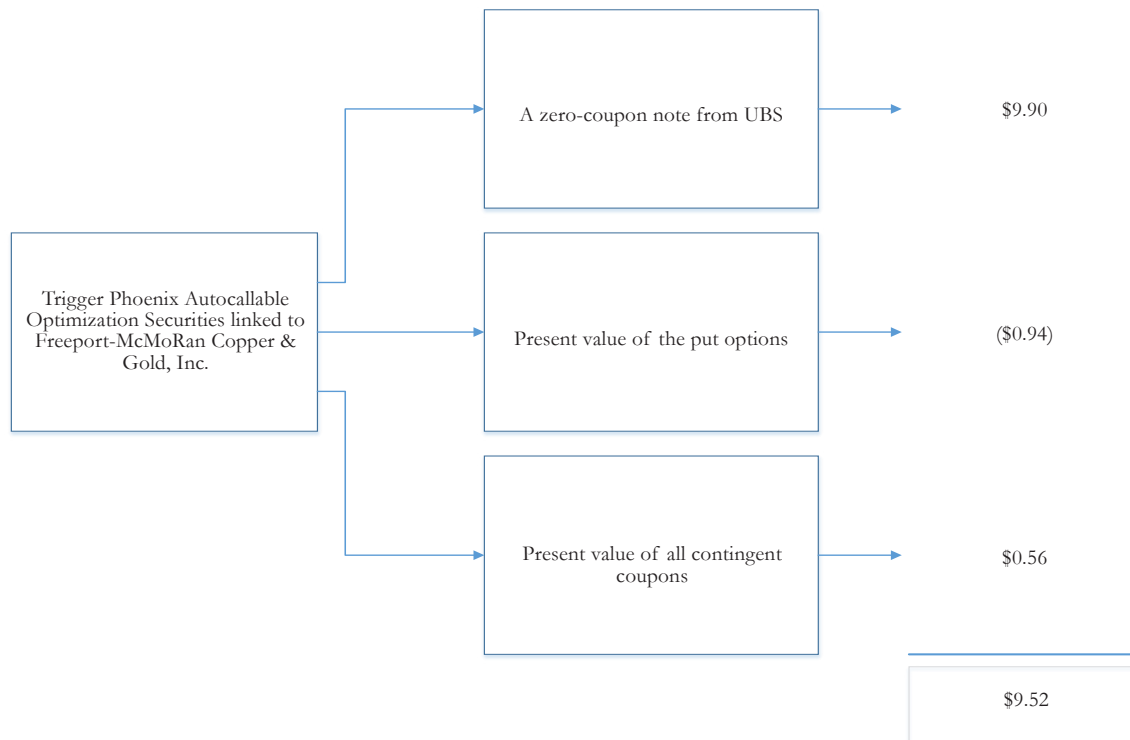 A zero-coupon note from UBS
$9.90
Trigger Phoenix Autocallable
Optimization Securities linked to
Freeport-McMoRan Copper &
Gold, Inc.
Present value of the put options
($0.94)
Present value of all contingent
coupons
$0.56
$9.52